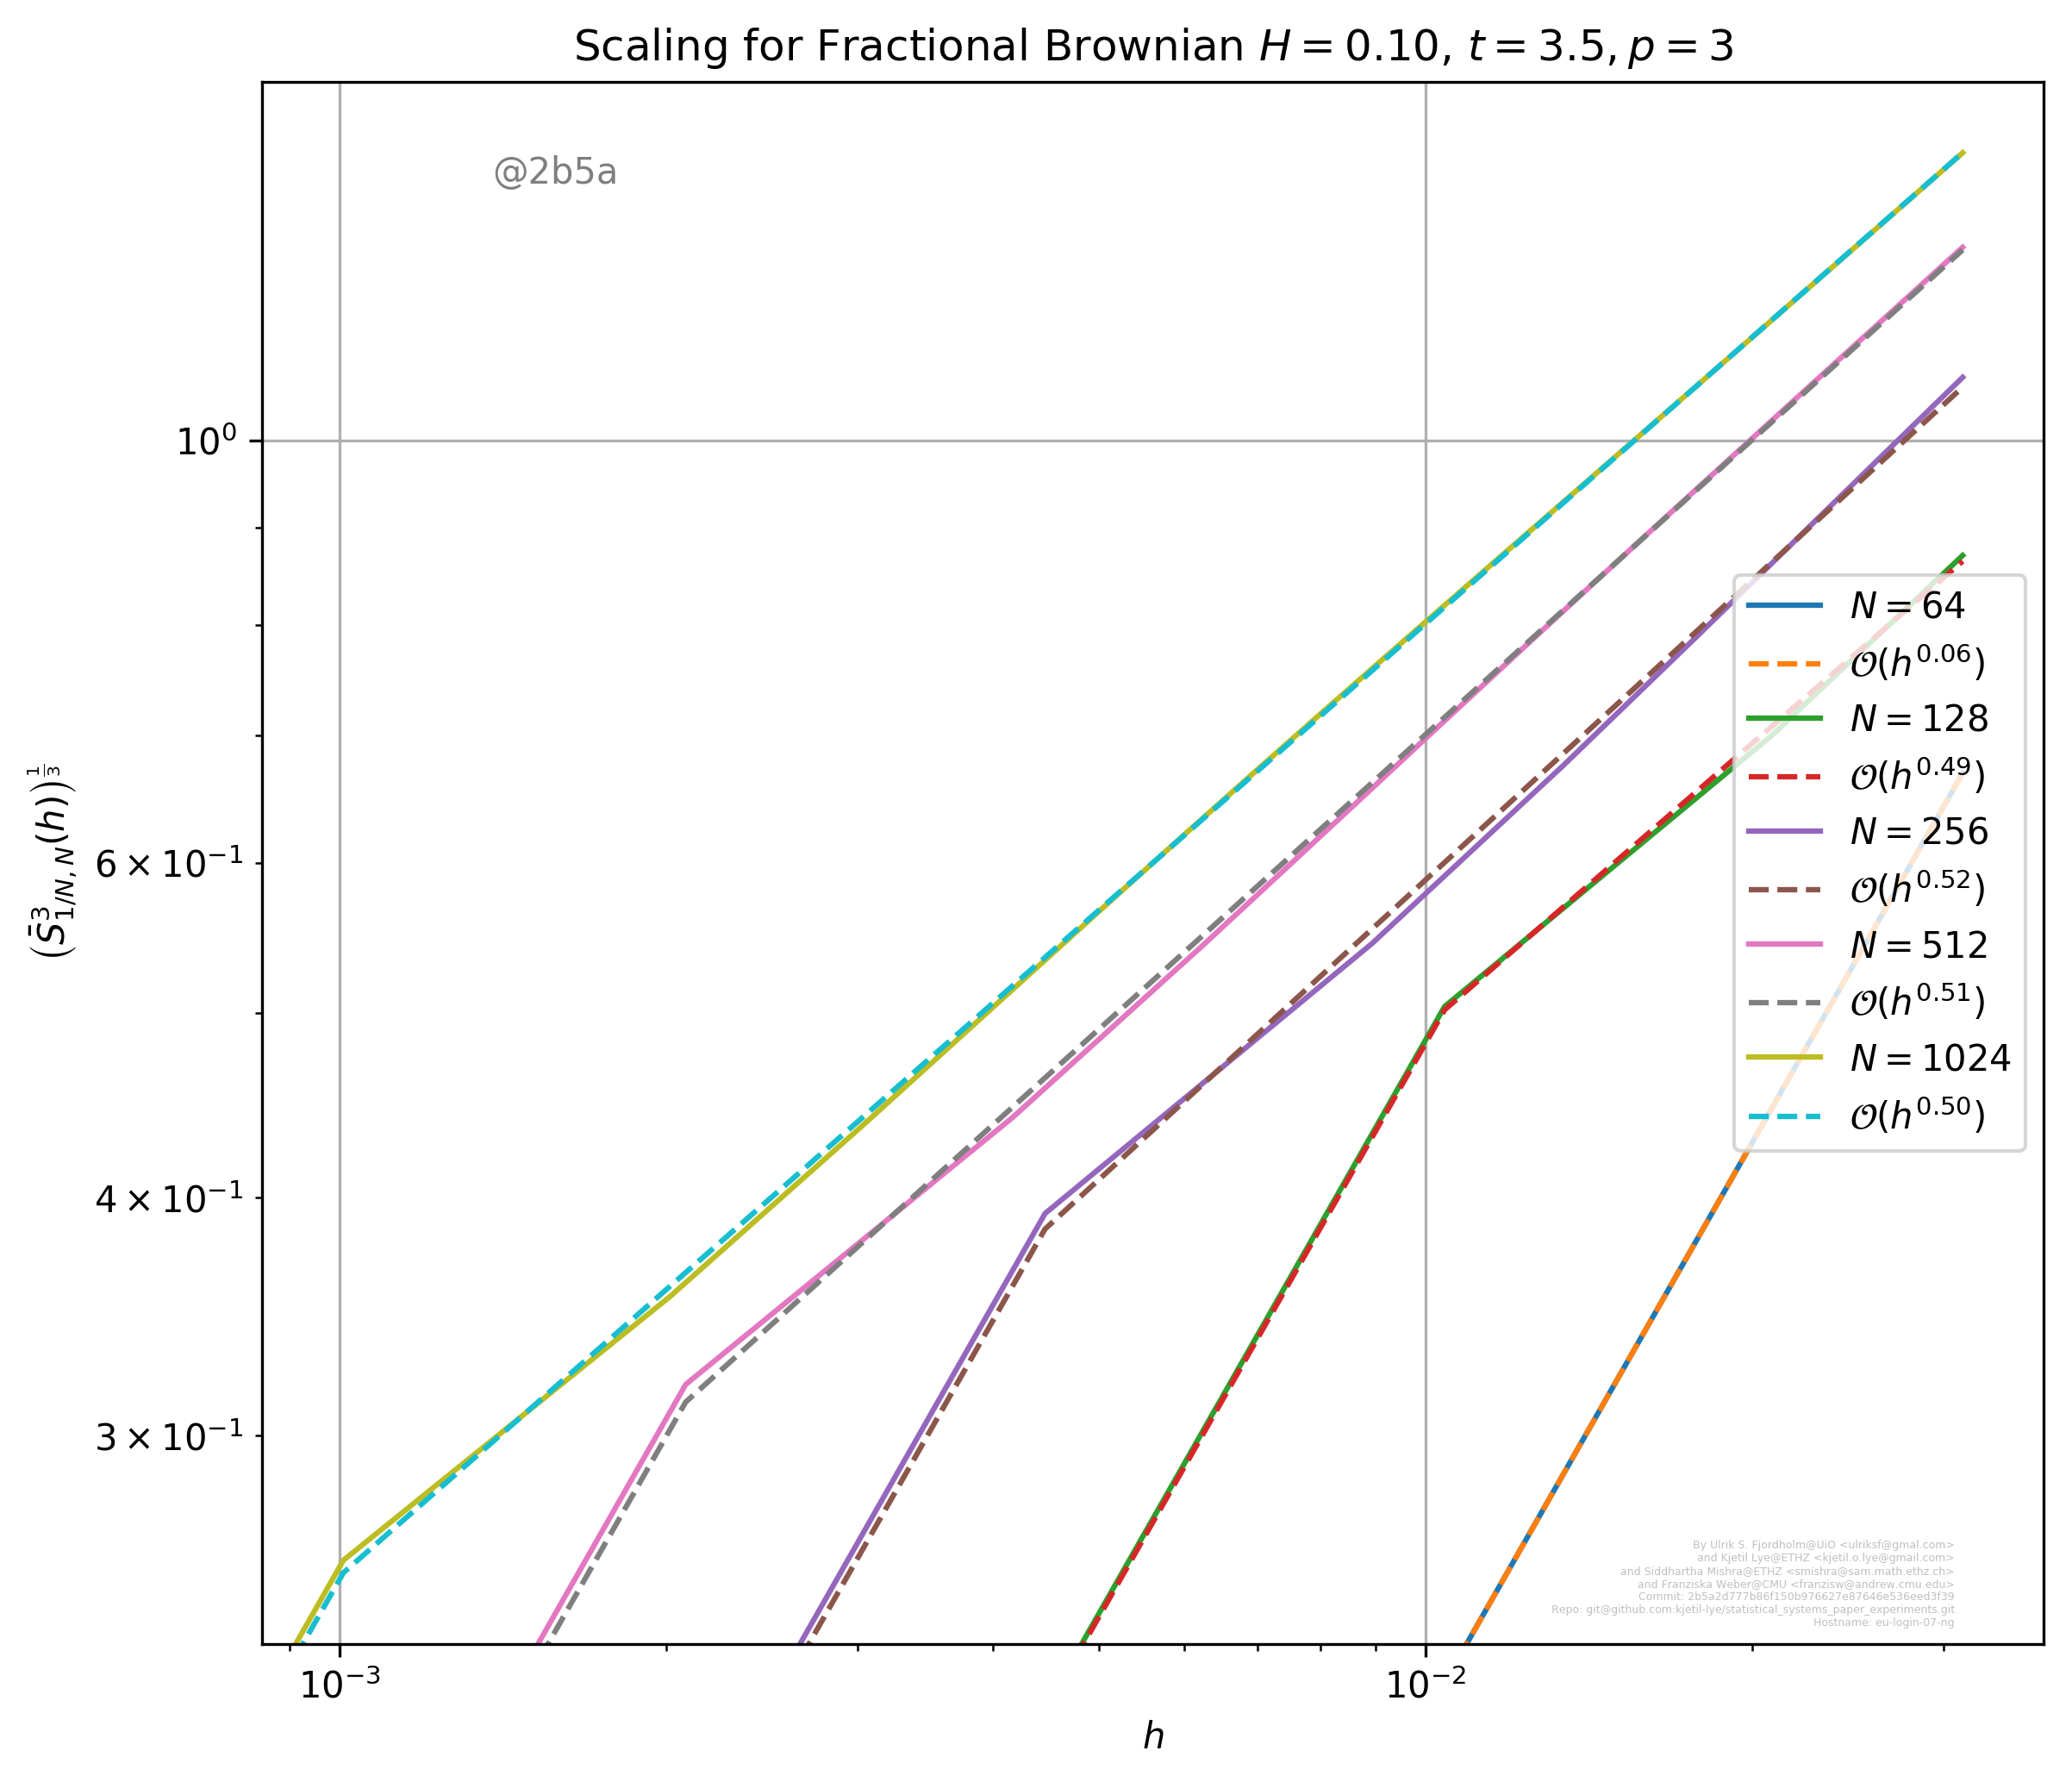 Scaling for Fractional Brownian H = 0.10, t = 3.5, p = 3
@2b5a
10⁰
6 × 10⁻¹
4 × 10⁻¹
3 × 10⁻¹
(S̄³₁/N, N(h))^(1/3)
N = 64
𝒪(h^0.06)
N = 128
𝒪(h^0.49)
N = 256
𝒪(h^0.52)
N = 512
𝒪(h^0.51)
N = 1024
𝒪(h^0.50)
By Ulrik S. Fjordholm@UiO <ulriksf@gmal.com>
and Kjetil Lye@ETHZ <kjetil.o.lye@gmail.com>
and Siddhartha Mishra@ETHZ <smishra@sam.math.ethz.ch>
and Franziska Weber@CMU <franzisw@andrew.cmu.edu>
Commit: 2b5a2d777b86f150b976627e87646e536eed3f39
Repo: git@github.com:kjetil-lye/statistical_systems_paper_experiments.git
Hostname: eu-login-07-ng
10⁻³
10⁻²
h